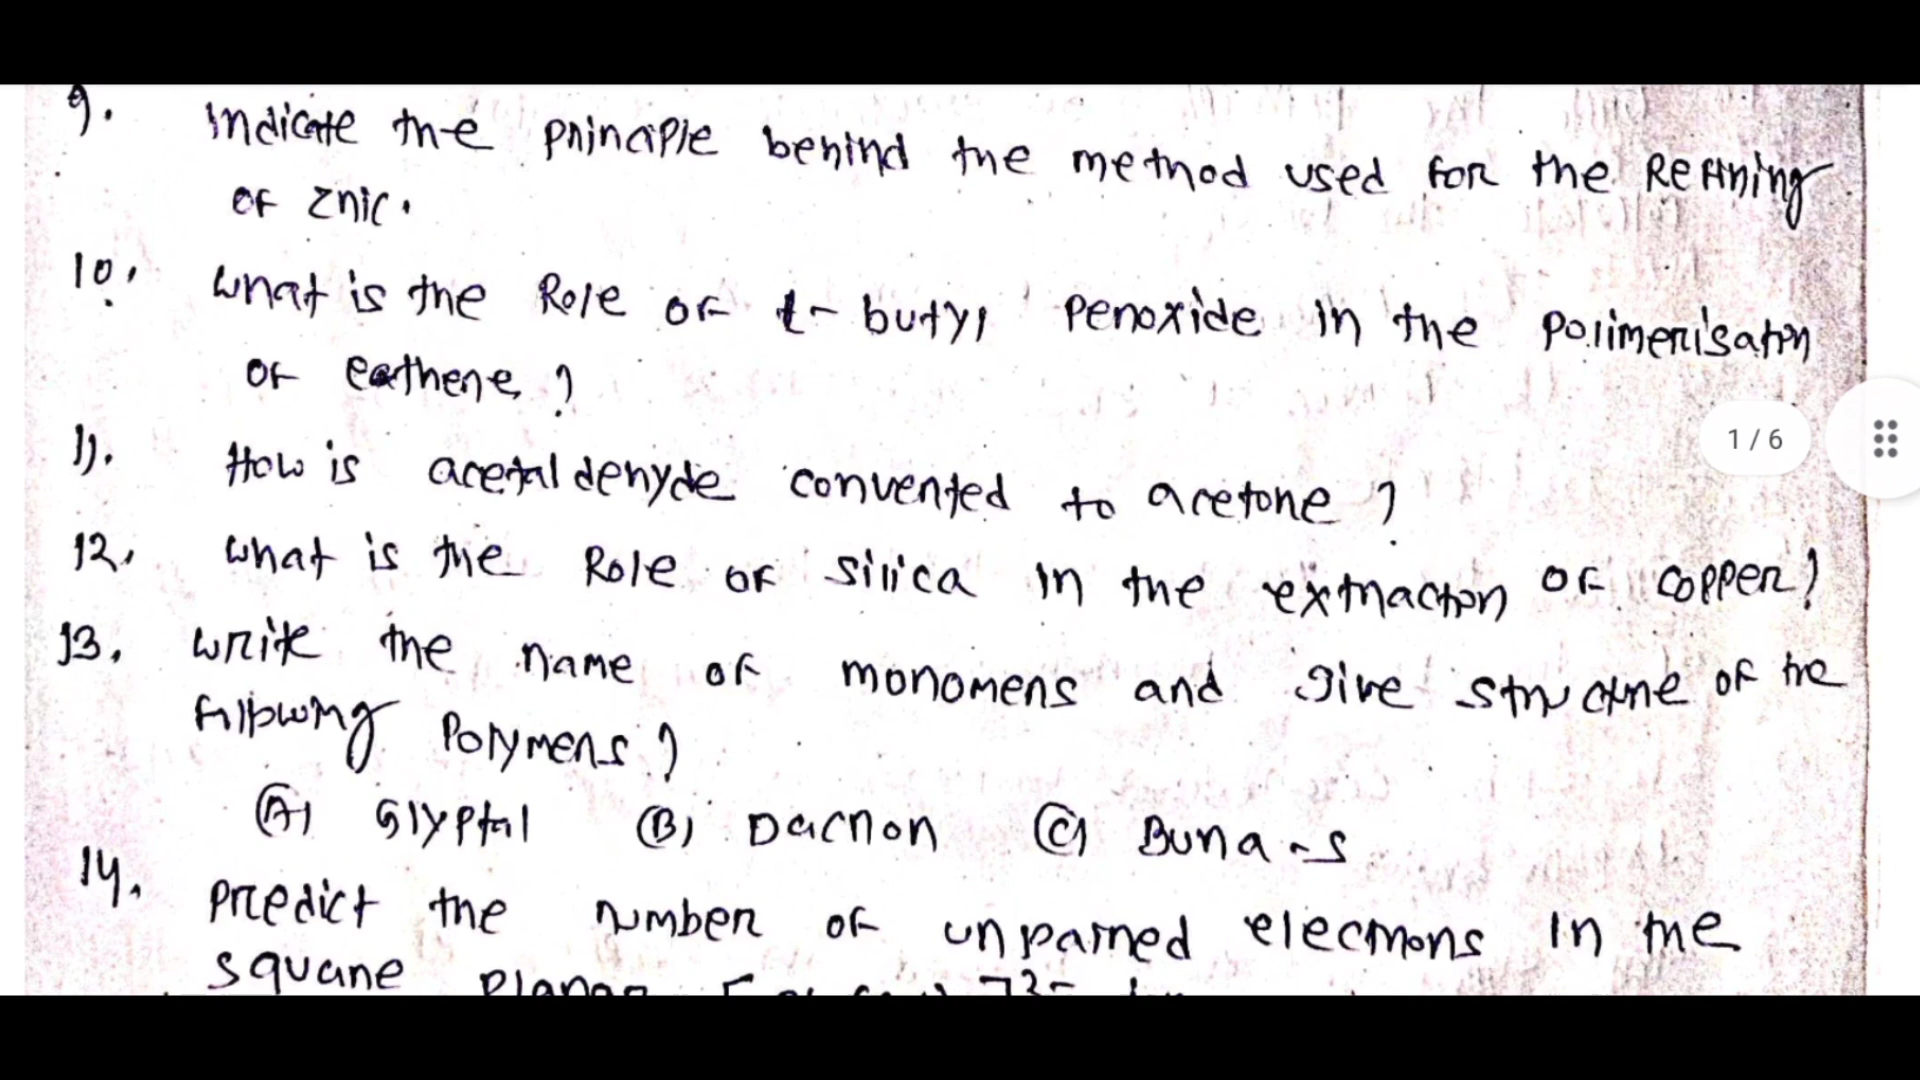 9. Indicate the principle behind the method used for the Refining
of znic.
10. What is the Role of t- butyl peroxide in the polimerisaton
of eathene ?
11. How is acetaldehyde converted to acetone ?
12. What is the Role of silica in the extraction of copper?
13. Write the name of monomers and give structure of the
following Polymers ?
(A) Glyptal (B) Dacron (C) Buna-s
14. Predict the number of unpaired electrons in the
square planar
1 / 6